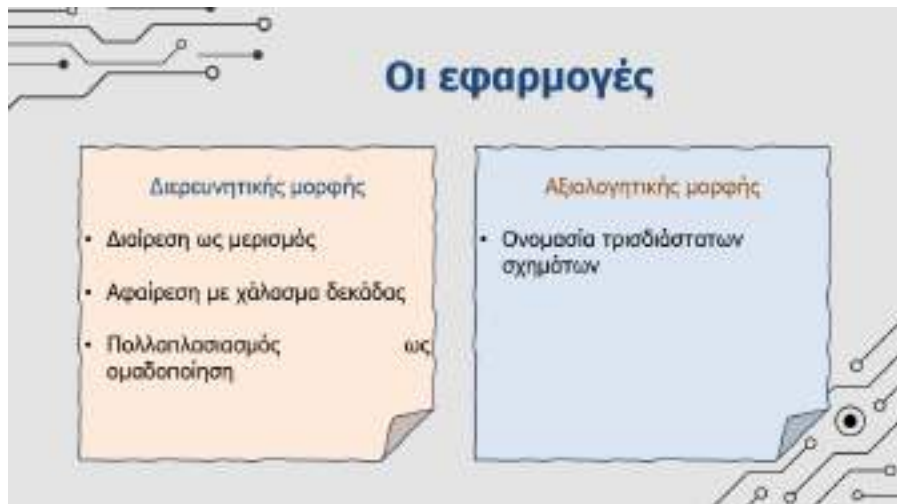 Οι εφαρμογές
Διερευνητικής μορφής
• Διαίρεση ως μερισμός
• Αφαίρεση με χάλασμα δεκάδας
• Πολλαπλασιασμός ως
ομαδοποίηση
Αξιολογητικής μορφής
• Ονομασία τρισδιάστατων
σχημάτων